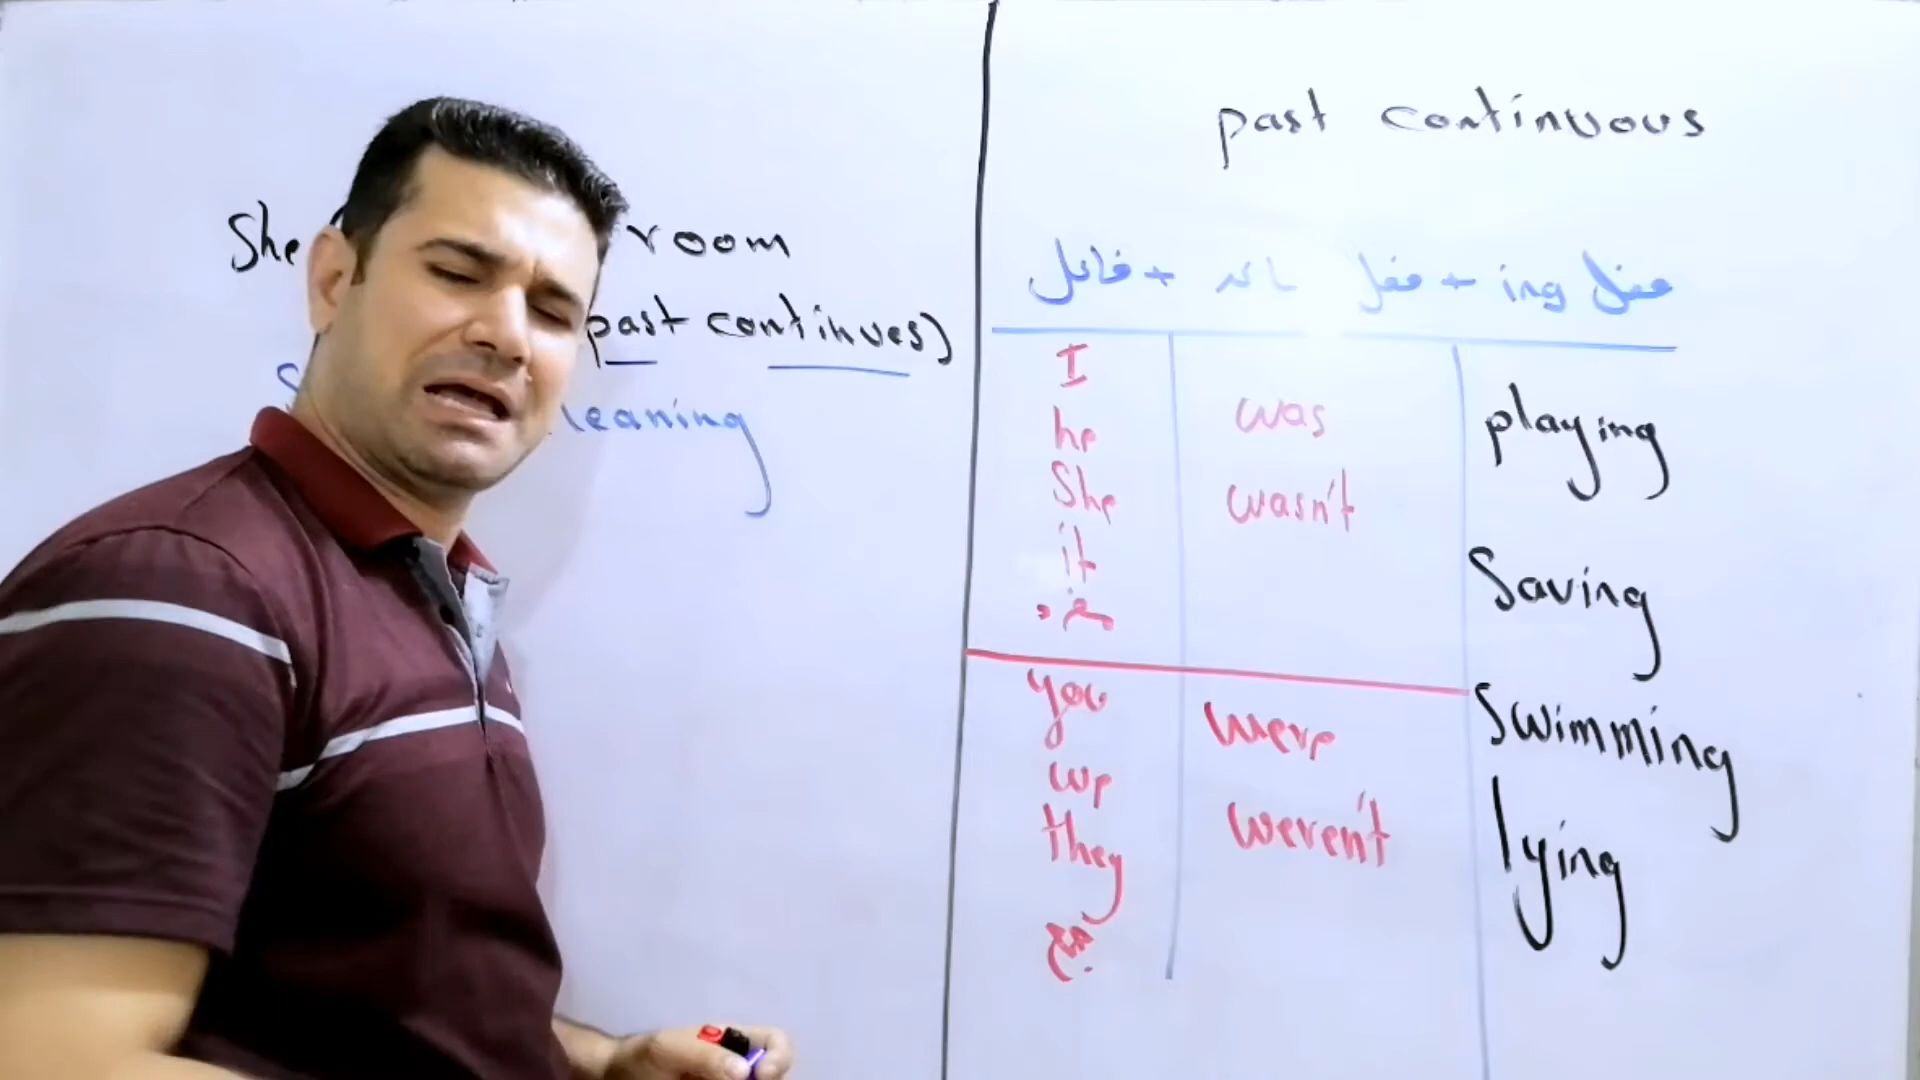 She room
past continues)
leaning
past continuous
فاعل + فعل + ing فعل
I
he was playing
She wasn't
it Saving
مفرد
you were Swimming
we
they weren't lying
جمع